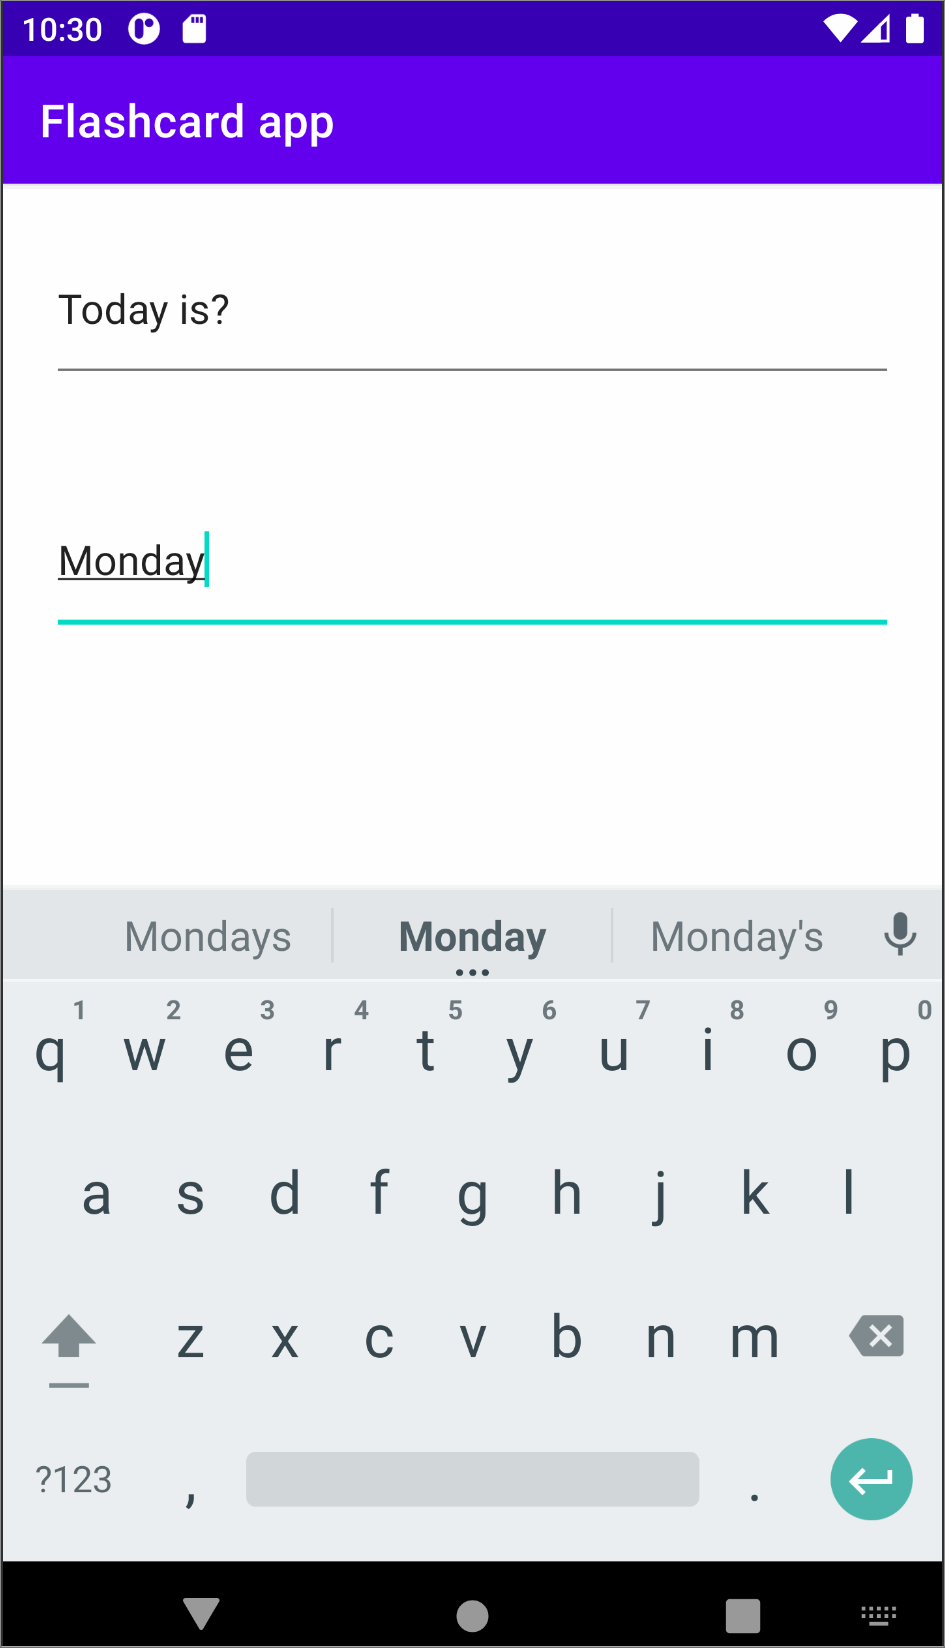 10:30
Flashcard app
Today is?
Monday
Mondays Monday Monday's
1 2 3 4 5 6 7 8 9 0
q w e r t y u i o p
a s d f g h j k l
z x c v b n m
?123 , .